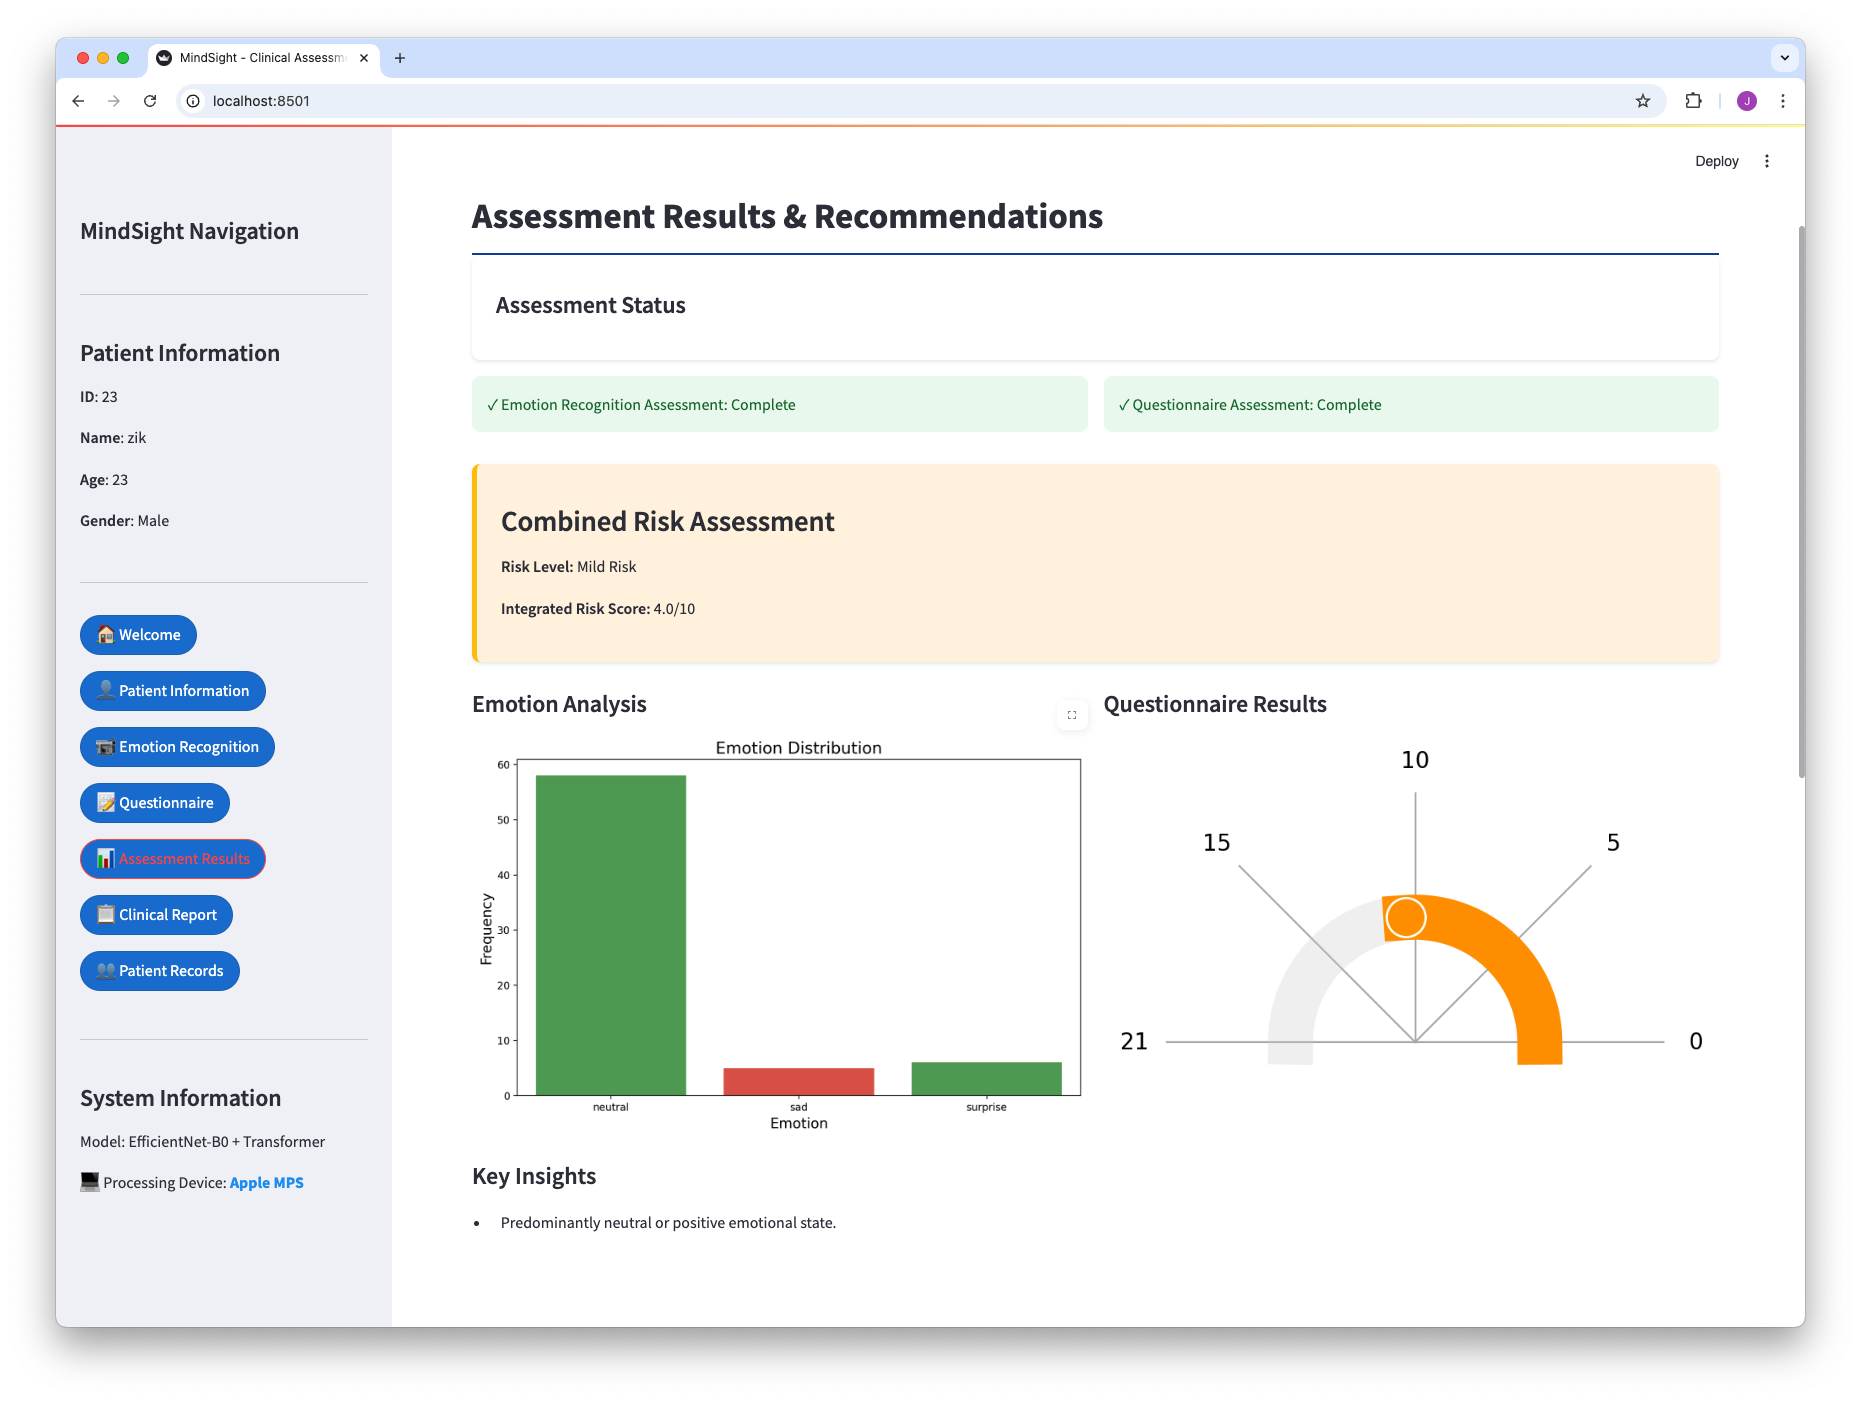 MindSight - Clinical Assessm
localhost:8501
J
Deploy
MindSight Navigation
Patient Information
ID: 23
Name: zik
Age: 23
Gender: Male
Welcome
Patient Information
Emotion Recognition
Questionnaire
Assessment Results
Clinical Report
Patient Records
System Information
Model: EfficientNet-B0 + Transformer
Processing Device: Apple MPS
Assessment Results & Recommendations
Assessment Status
✓ Emotion Recognition Assessment: Complete
✓ Questionnaire Assessment: Complete
Combined Risk Assessment
Risk Level: Mild Risk
Integrated Risk Score: 4.0/10
Emotion Analysis
Emotion Distribution
60
50
40
30
20
10
0
Frequency
neutral
sad
surprise
Emotion
Questionnaire Results
10
15
5
21
0
Key Insights
• Predominantly neutral or positive emotional state.